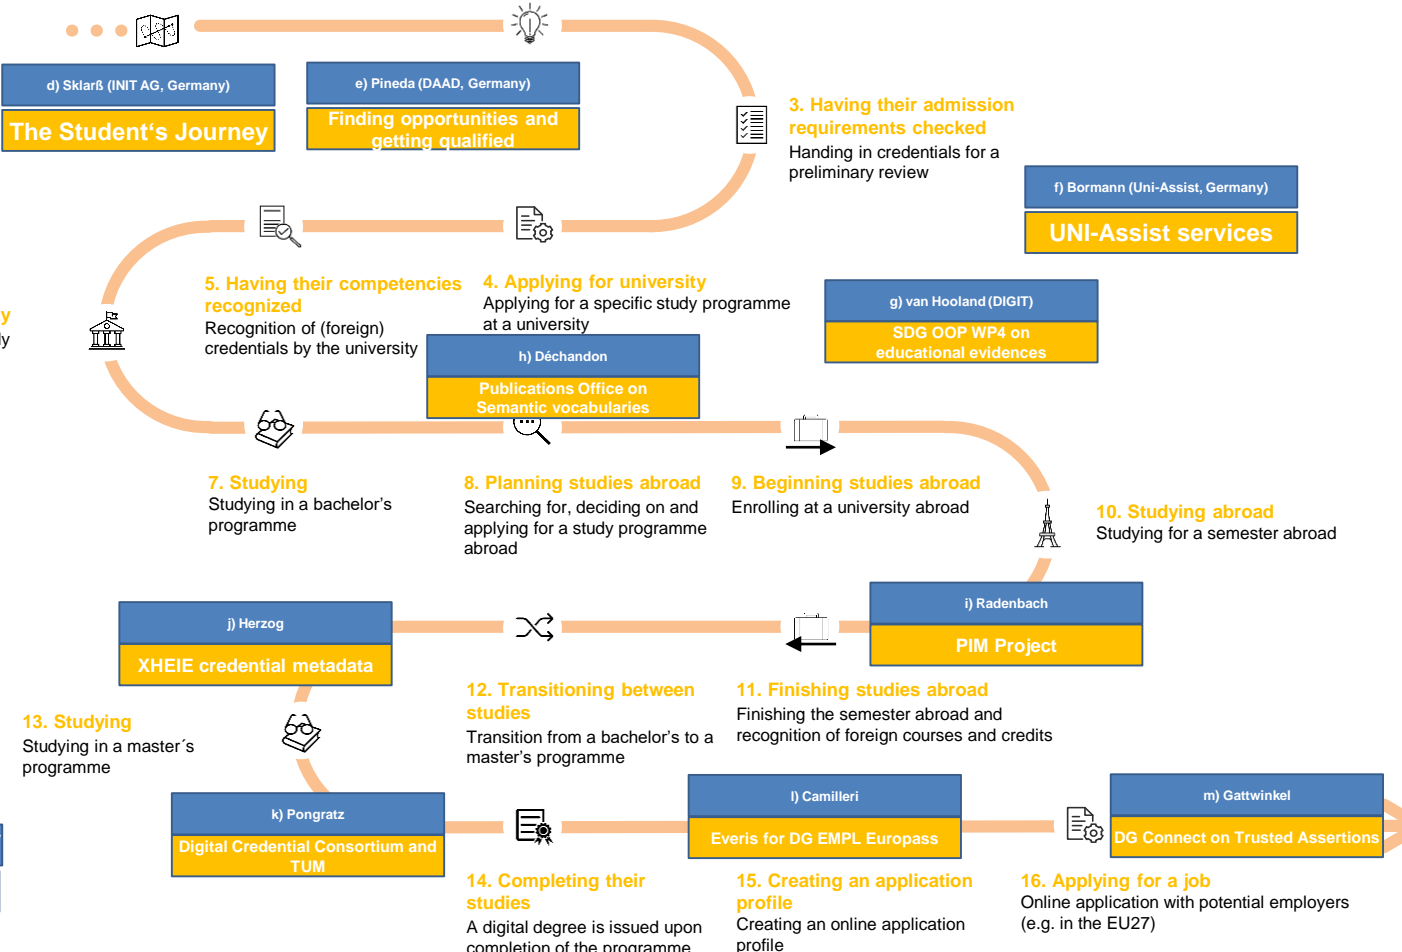 d) Sklarß (INIT AG, Germany)
The Student‘s Journey
e) Pineda (DAAD, Germany)
Finding opportunities and
getting qualified
3. Having their admission
requirements checked
Handing in credentials for a
preliminary review
f) Bormann (Uni-Assist, Germany)
UNI-Assist services
5. Having their competencies
recognized
Recognition of (foreign)
credentials by the university
4. Applying for university
Applying for a specific study programme
at a university
g) van Hooland (DIGIT)
SDG OOP WP4 on
educational evidences
y
ly
h) Déchandon
Publications Office on
Semantic vocabularies
7. Studying
Studying in a bachelor’s
programme
8. Planning studies abroad
Searching for, deciding on and
applying for a study programme
abroad
9. Beginning studies abroad
Enrolling at a university abroad
10. Studying abroad
Studying for a semester abroad
i) Radenbach
PIM Project
j) Herzog
XHEIE credential metadata
12. Transitioning between
studies
Transition from a bachelor’s to a
master’s programme
11. Finishing studies abroad
Finishing the semester abroad and
recognition of foreign courses and credits
13. Studying
Studying in a master´s
programme
k) Pongratz
Digital Credential Consortium and
TUM
l) Camilleri
Everis for DG EMPL Europass
m) Gattwinkel
DG Connect on Trusted Assertions
14. Completing their
studies
A digital degree is issued upon
completion of the programme
15. Creating an application
profile
Creating an online application
profile
16. Applying for a job
Online application with potential employers
(e.g. in the EU27)